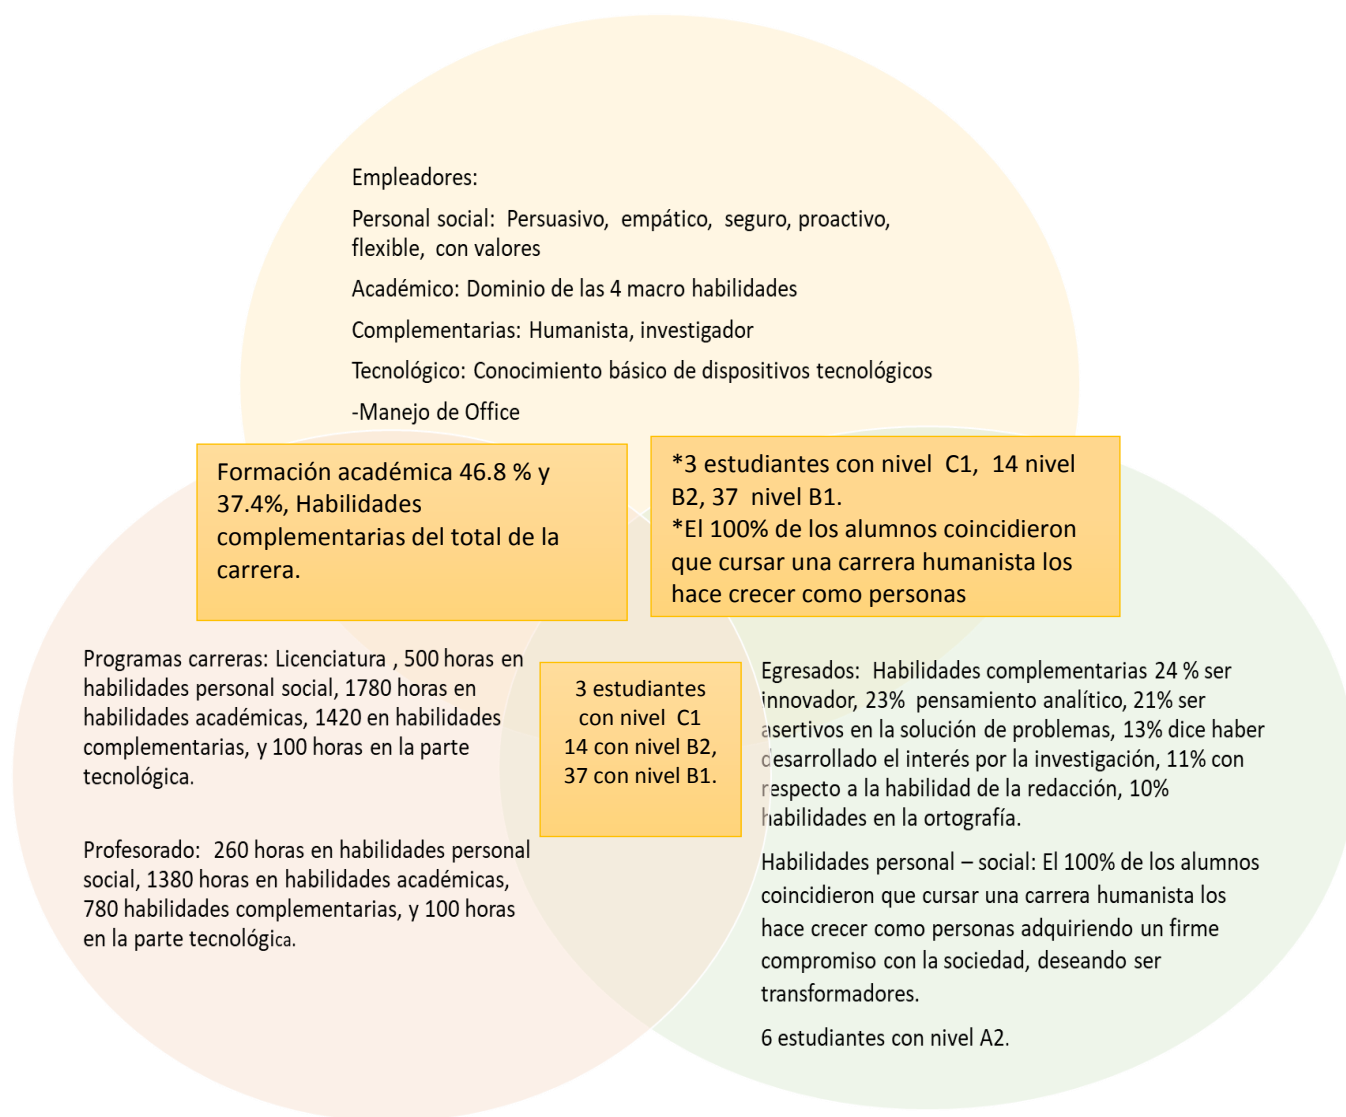 Empleadores:
Personal social: Persuasivo, empático, seguro, proactivo,
flexible, con valores
Académico: Dominio de las 4 macro habilidades
Complementarias: Humanista, investigador
Tecnológico: Conocimiento básico de dispositivos tecnológicos
-Manejo de Office
Formación académica 46.8 % y
37.4%, Habilidades
complementarias del total de la
carrera.
*3 estudiantes con nivel C1, 14 nivel
B2, 37 nivel B1.
*El 100% de los alumnos coincidieron
que cursar una carrera humanista los
hace crecer como personas
Programas carreras: Licenciatura , 500 horas en
habilidades personal social, 1780 horas en
habilidades académicas, 1420 en habilidades
complementarias, y 100 horas en la parte
tecnológica.
Profesorado: 260 horas en habilidades personal
social, 1380 horas en habilidades académicas,
780 habilidades complementarias, y 100 horas
en la parte tecnológica.
3 estudiantes
con nivel C1
14 con nivel B2,
37 con nivel B1.
Egresados: Habilidades complementarias 24 % ser
innovador, 23% pensamiento analítico, 21% ser
asertivos en la solución de problemas, 13% dice haber
desarrollado el interés por la investigación, 11% con
respecto a la habilidad de la redacción, 10%
habilidades en la ortografía.
Habilidades personal – social: El 100% de los alumnos
coincidieron que cursar una carrera humanista los
hace crecer como personas adquiriendo un firme
compromiso con la sociedad, deseando ser
transformadores.
6 estudiantes con nivel A2.